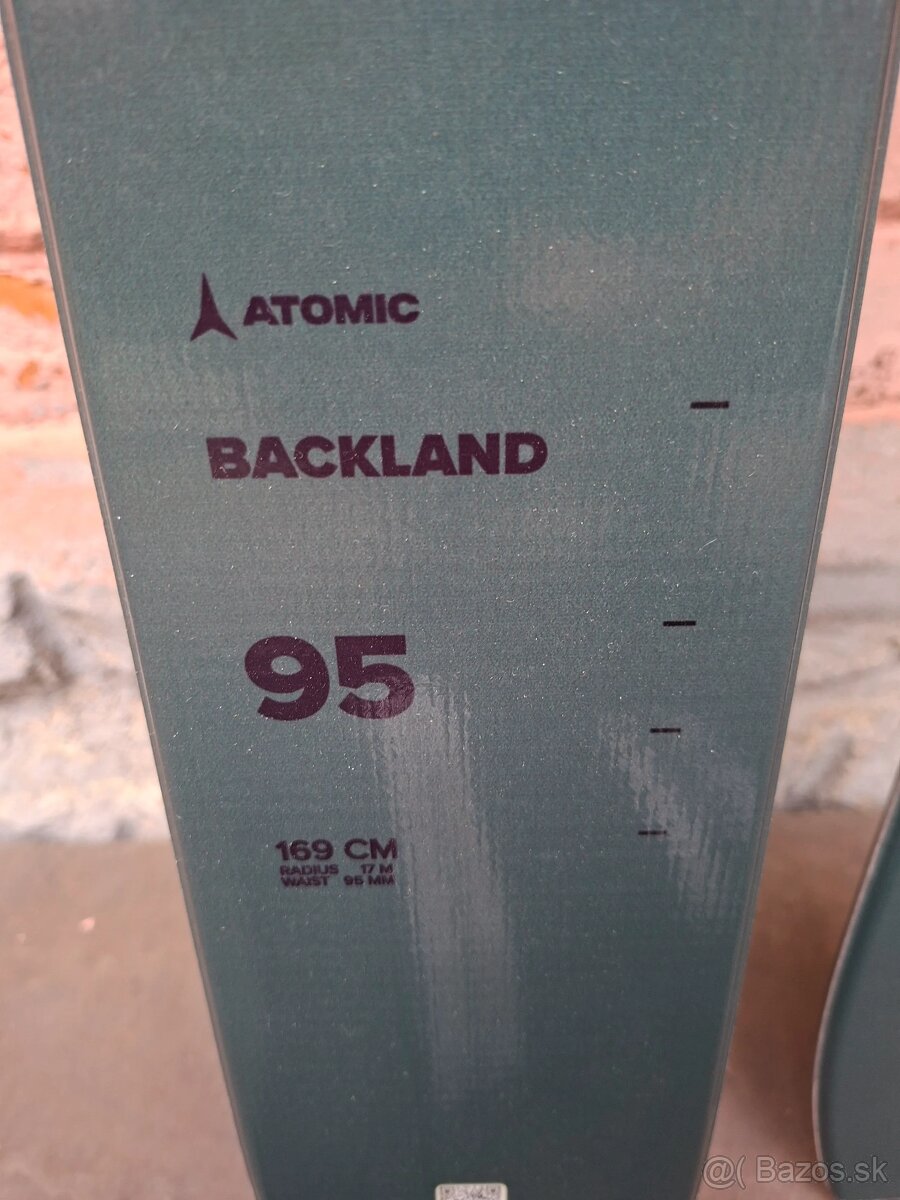 ATOMIC
BACKLAND
95
169 CM
RADIUS 17 M
WAIST 95 MM
@( Bazos.sk